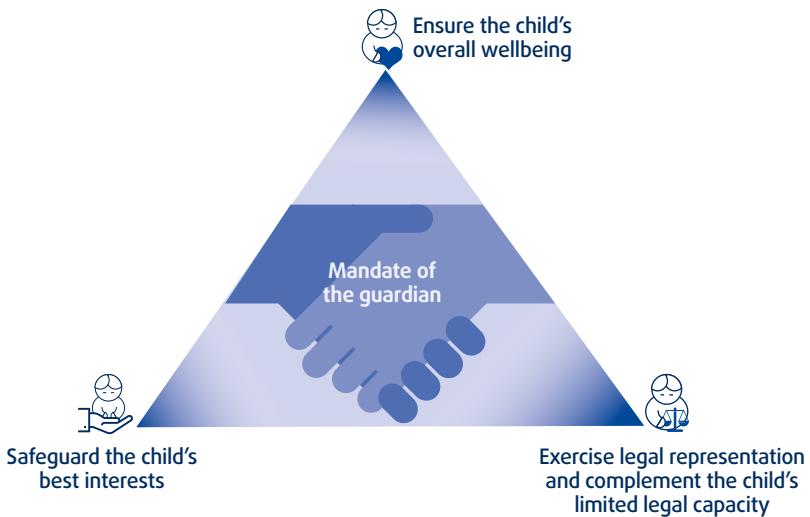 Ensure the child's
overall wellbeing
Mandate of
the guardian
Safeguard the child's
best interests
Exercise legal representation
and complement the child's
limited legal capacity